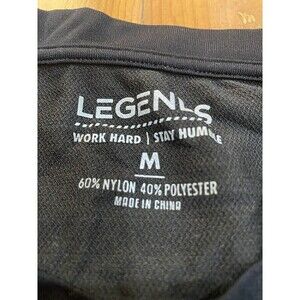 LEGENDS
WORK HARD | STAY HUMBLE
M
60% NYLON 40% POLYESTER
MADE IN CHINA